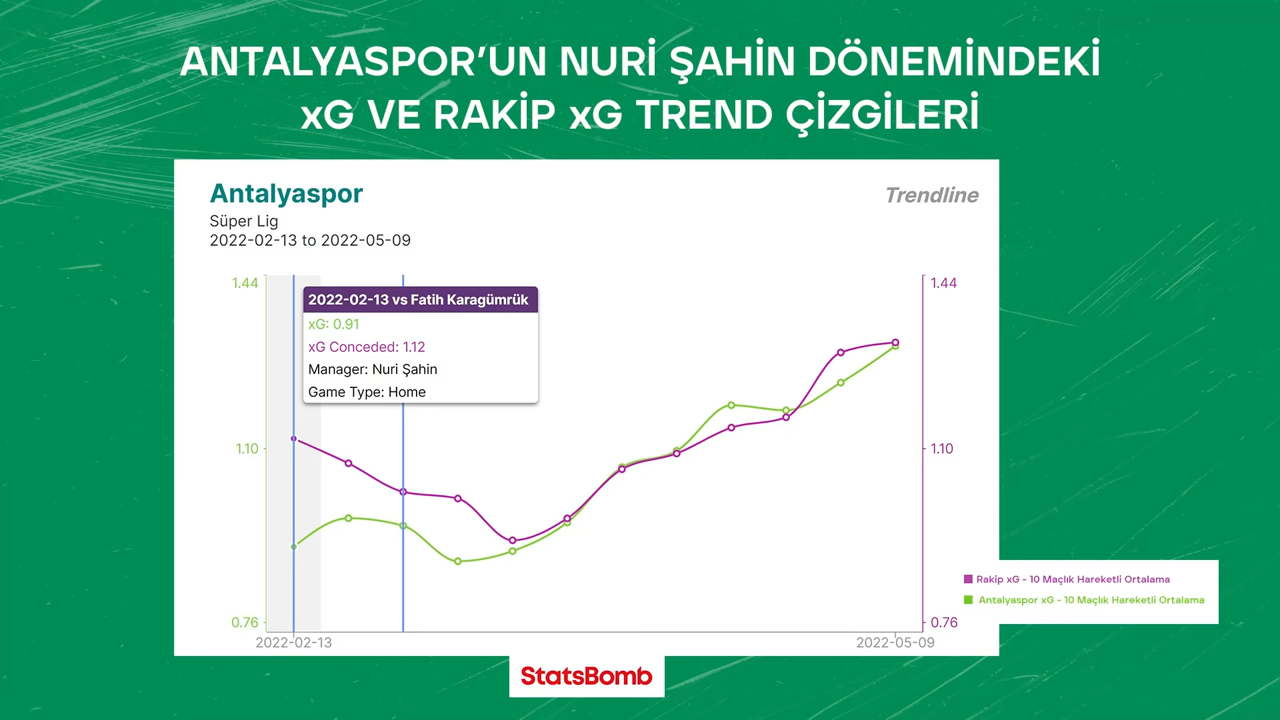 ANTALYASPOR'UN NURİ ŞAHİN DÖNEMİNDEKİ
xG VE RAKİP xG TREND ÇİZGİLERİ
Antalyaspor
Trendline
Süper Lig
2022-02-13 to 2022-05-09
1.44
1.44
2022-02-13 vs Fatih Karagümrük
xG: 0.91
xG Conceded: 1.12
Manager: Nuri Şahin
Game Type: Home
1.10
1.10
Rakip xG - 10 Maçlık Hareketli Ortalama
Antalyaspor xG - 10 Maçlık Hareketli Ortalama
0.76
0.76
2022-02-13
2022-05-09
StatsBomb